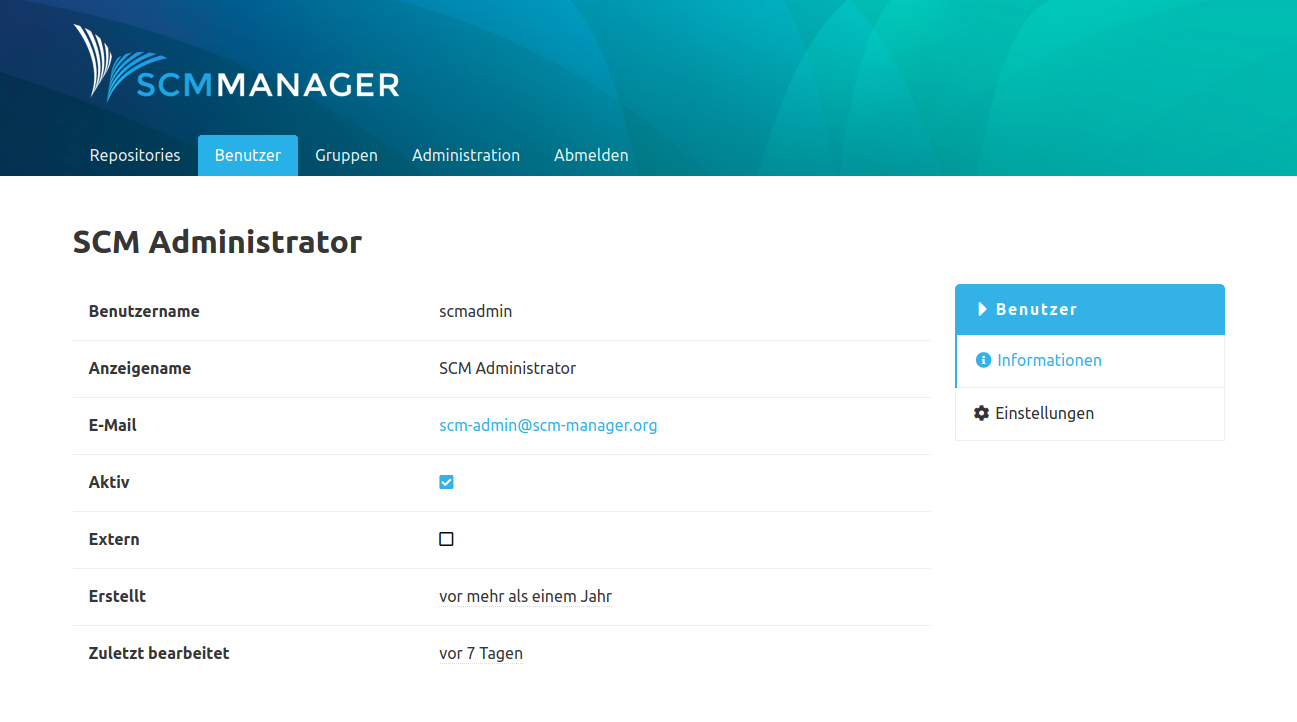 SCMMANAGER
Repositories Benutzer Gruppen Administration Abmelden
SCM Administrator
Benutzername scmadmin
Anzeigename SCM Administrator
E-Mail scm-admin@scm-manager.org
Aktiv
Extern
Erstellt vor mehr als einem Jahr
Zuletzt bearbeitet vor 7 Tagen
Benutzer
Informationen
Einstellungen